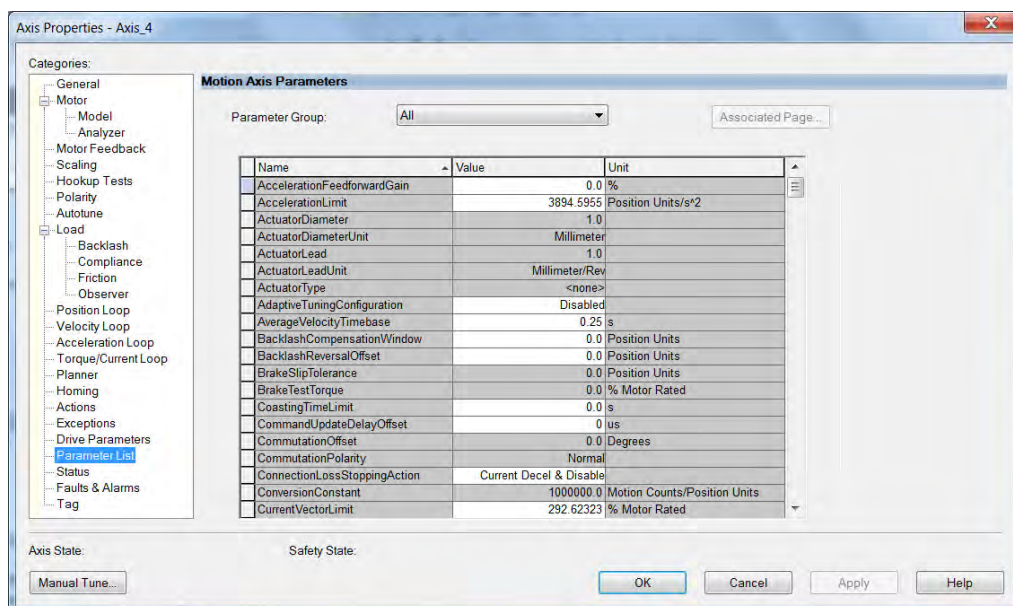 Axis Properties - Axis_4
Categories:
General
Motor
Model
Analyzer
Motor Feedback
Scaling
Hookup Tests
Polarity
Autotune
Load
Backlash
Compliance
Friction
Observer
Position Loop
Velocity Loop
Acceleration Loop
Torque/Current Loop
Planner
Homing
Actions
Exceptions
Drive Parameters
Parameter List
Status
Faults & Alarms
Tag
Motion Axis Parameters
Parameter Group: All Associated Page...
Name Value Unit
AccelerationFeedforwardGain 0.0 %
AccelerationLimit 3894.5955 Position Units/s^2
ActuatorDiameter 1.0
ActuatorDiameterUnit Millimeter
ActuatorLead 1.0
ActuatorLeadUnit Millimeter/Rev
ActuatorType <none>
AdaptiveTuningConfiguration Disabled
AverageVelocityTimebase 0.25 s
BacklashCompensationWindow 0.0 Position Units
BacklashReversalOffset 0.0 Position Units
BrakeSlipTolerance 0.0 Position Units
BrakeTestTorque 0.0 % Motor Rated
CoastingTimeLimit 0.0 s
CommandUpdateDelayOffset 0 us
CommutationOffset 0.0 Degrees
CommutationPolarity Normal
ConnectionLossStoppingAction Current Decel & Disable
ConversionConstant 1000000.0 Motion Counts/Position Units
CurrentVectorLimit 292.62323 % Motor Rated
Axis State: Safety State:
Manual Tune... OK Cancel Apply Help